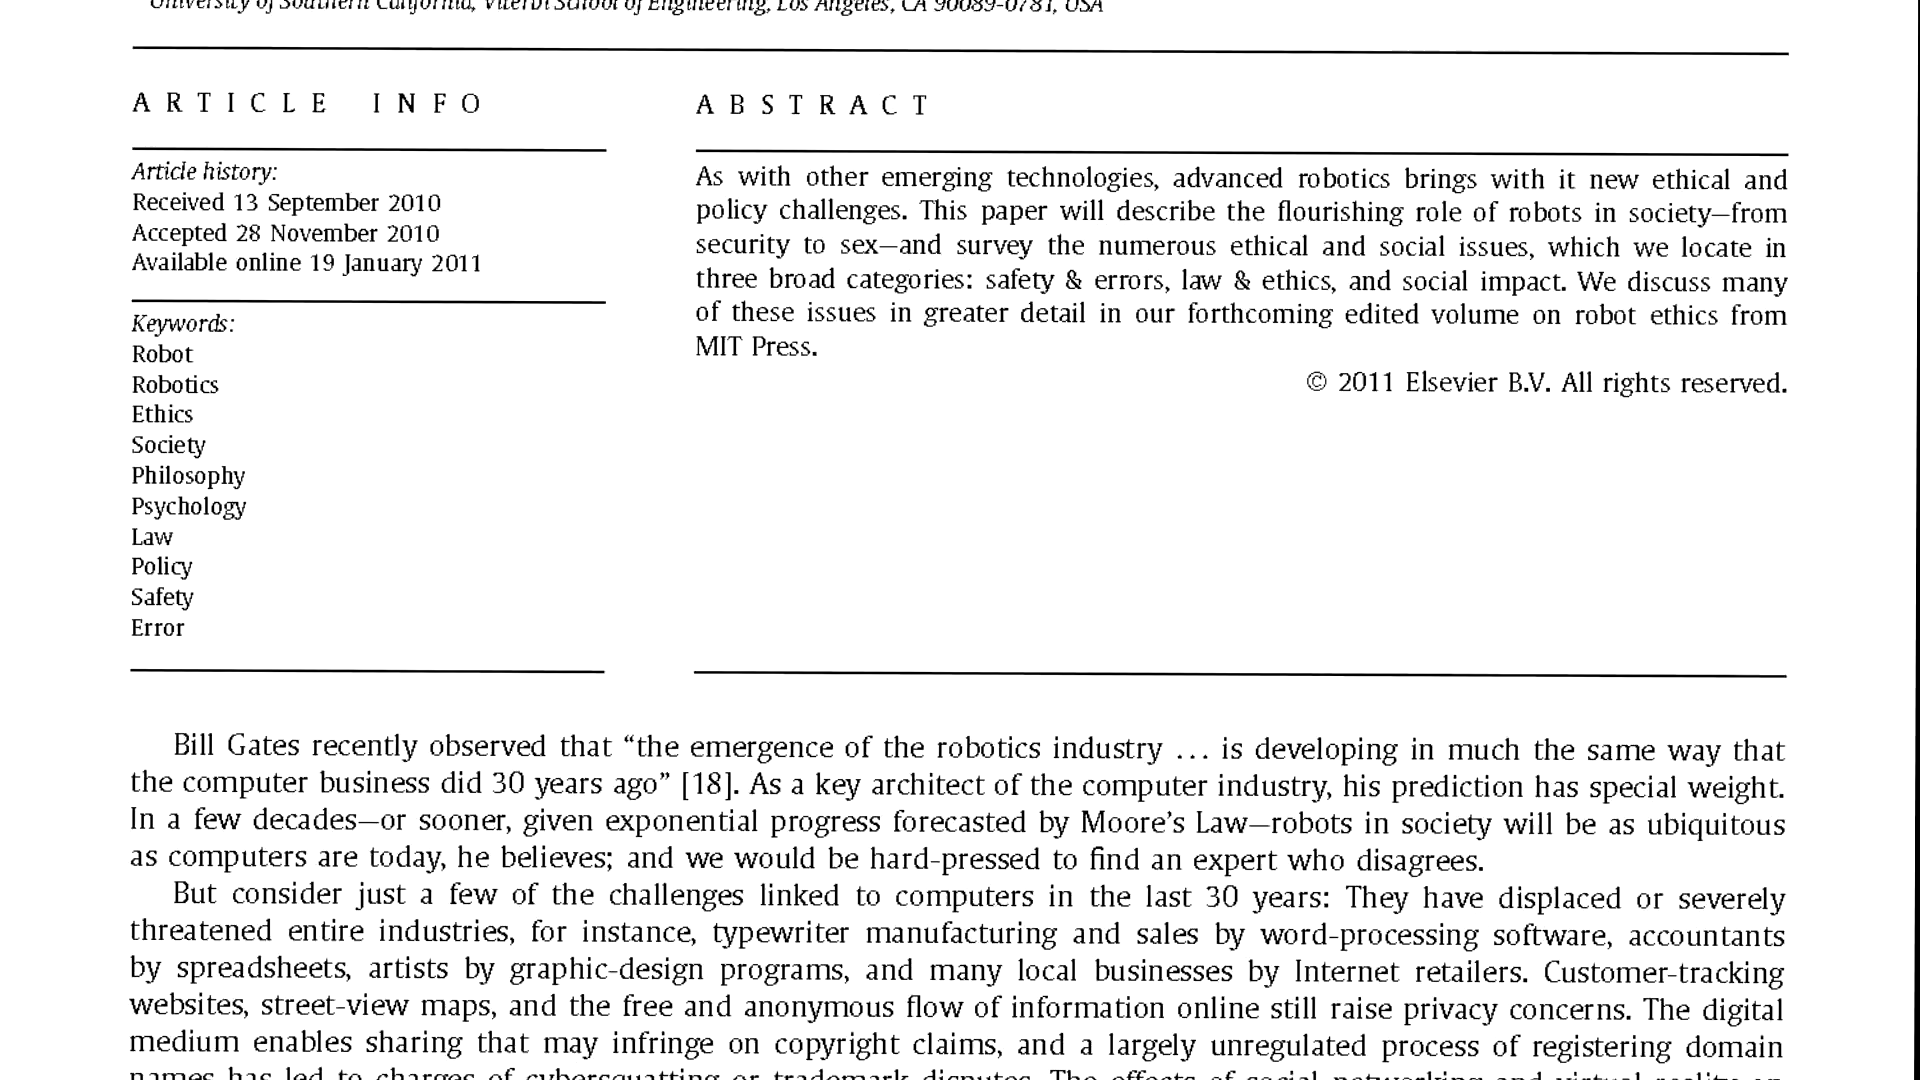 University of Southern California, Viterbi School of Engineering, Los Angeles, CA 90089-0781, USA
ARTICLE INFO
Article history:
Received 13 September 2010
Accepted 28 November 2010
Available online 19 January 2011
Keywords:
Robot
Robotics
Ethics
Society
Philosophy
Psychology
Law
Policy
Safety
Error
ABSTRACT
As with other emerging technologies, advanced robotics brings with it new ethical and
policy challenges. This paper will describe the flourishing role of robots in society—from
security to sex—and survey the numerous ethical and social issues, which we locate in
three broad categories: safety & errors, law & ethics, and social impact. We discuss many
of these issues in greater detail in our forthcoming edited volume on robot ethics from
MIT Press.
© 2011 Elsevier B.V. All rights reserved.
Bill Gates recently observed that “the emergence of the robotics industry … is developing in much the same way that
the computer business did 30 years ago” [18]. As a key architect of the computer industry, his prediction has special weight.
In a few decades—or sooner, given exponential progress forecasted by Moore’s Law—robots in society will be as ubiquitous
as computers are today, he believes; and we would be hard-pressed to find an expert who disagrees.
But consider just a few of the challenges linked to computers in the last 30 years: They have displaced or severely
threatened entire industries, for instance, typewriter manufacturing and sales by word-processing software, accountants
by spreadsheets, artists by graphic-design programs, and many local businesses by Internet retailers. Customer-tracking
websites, street-view maps, and the free and anonymous flow of information online still raise privacy concerns. The digital
medium enables sharing that may infringe on copyright claims, and a largely unregulated process of registering domain
names has led to charges of cybersquatting or trademark disputes. The effects of social networking and virtual reality on